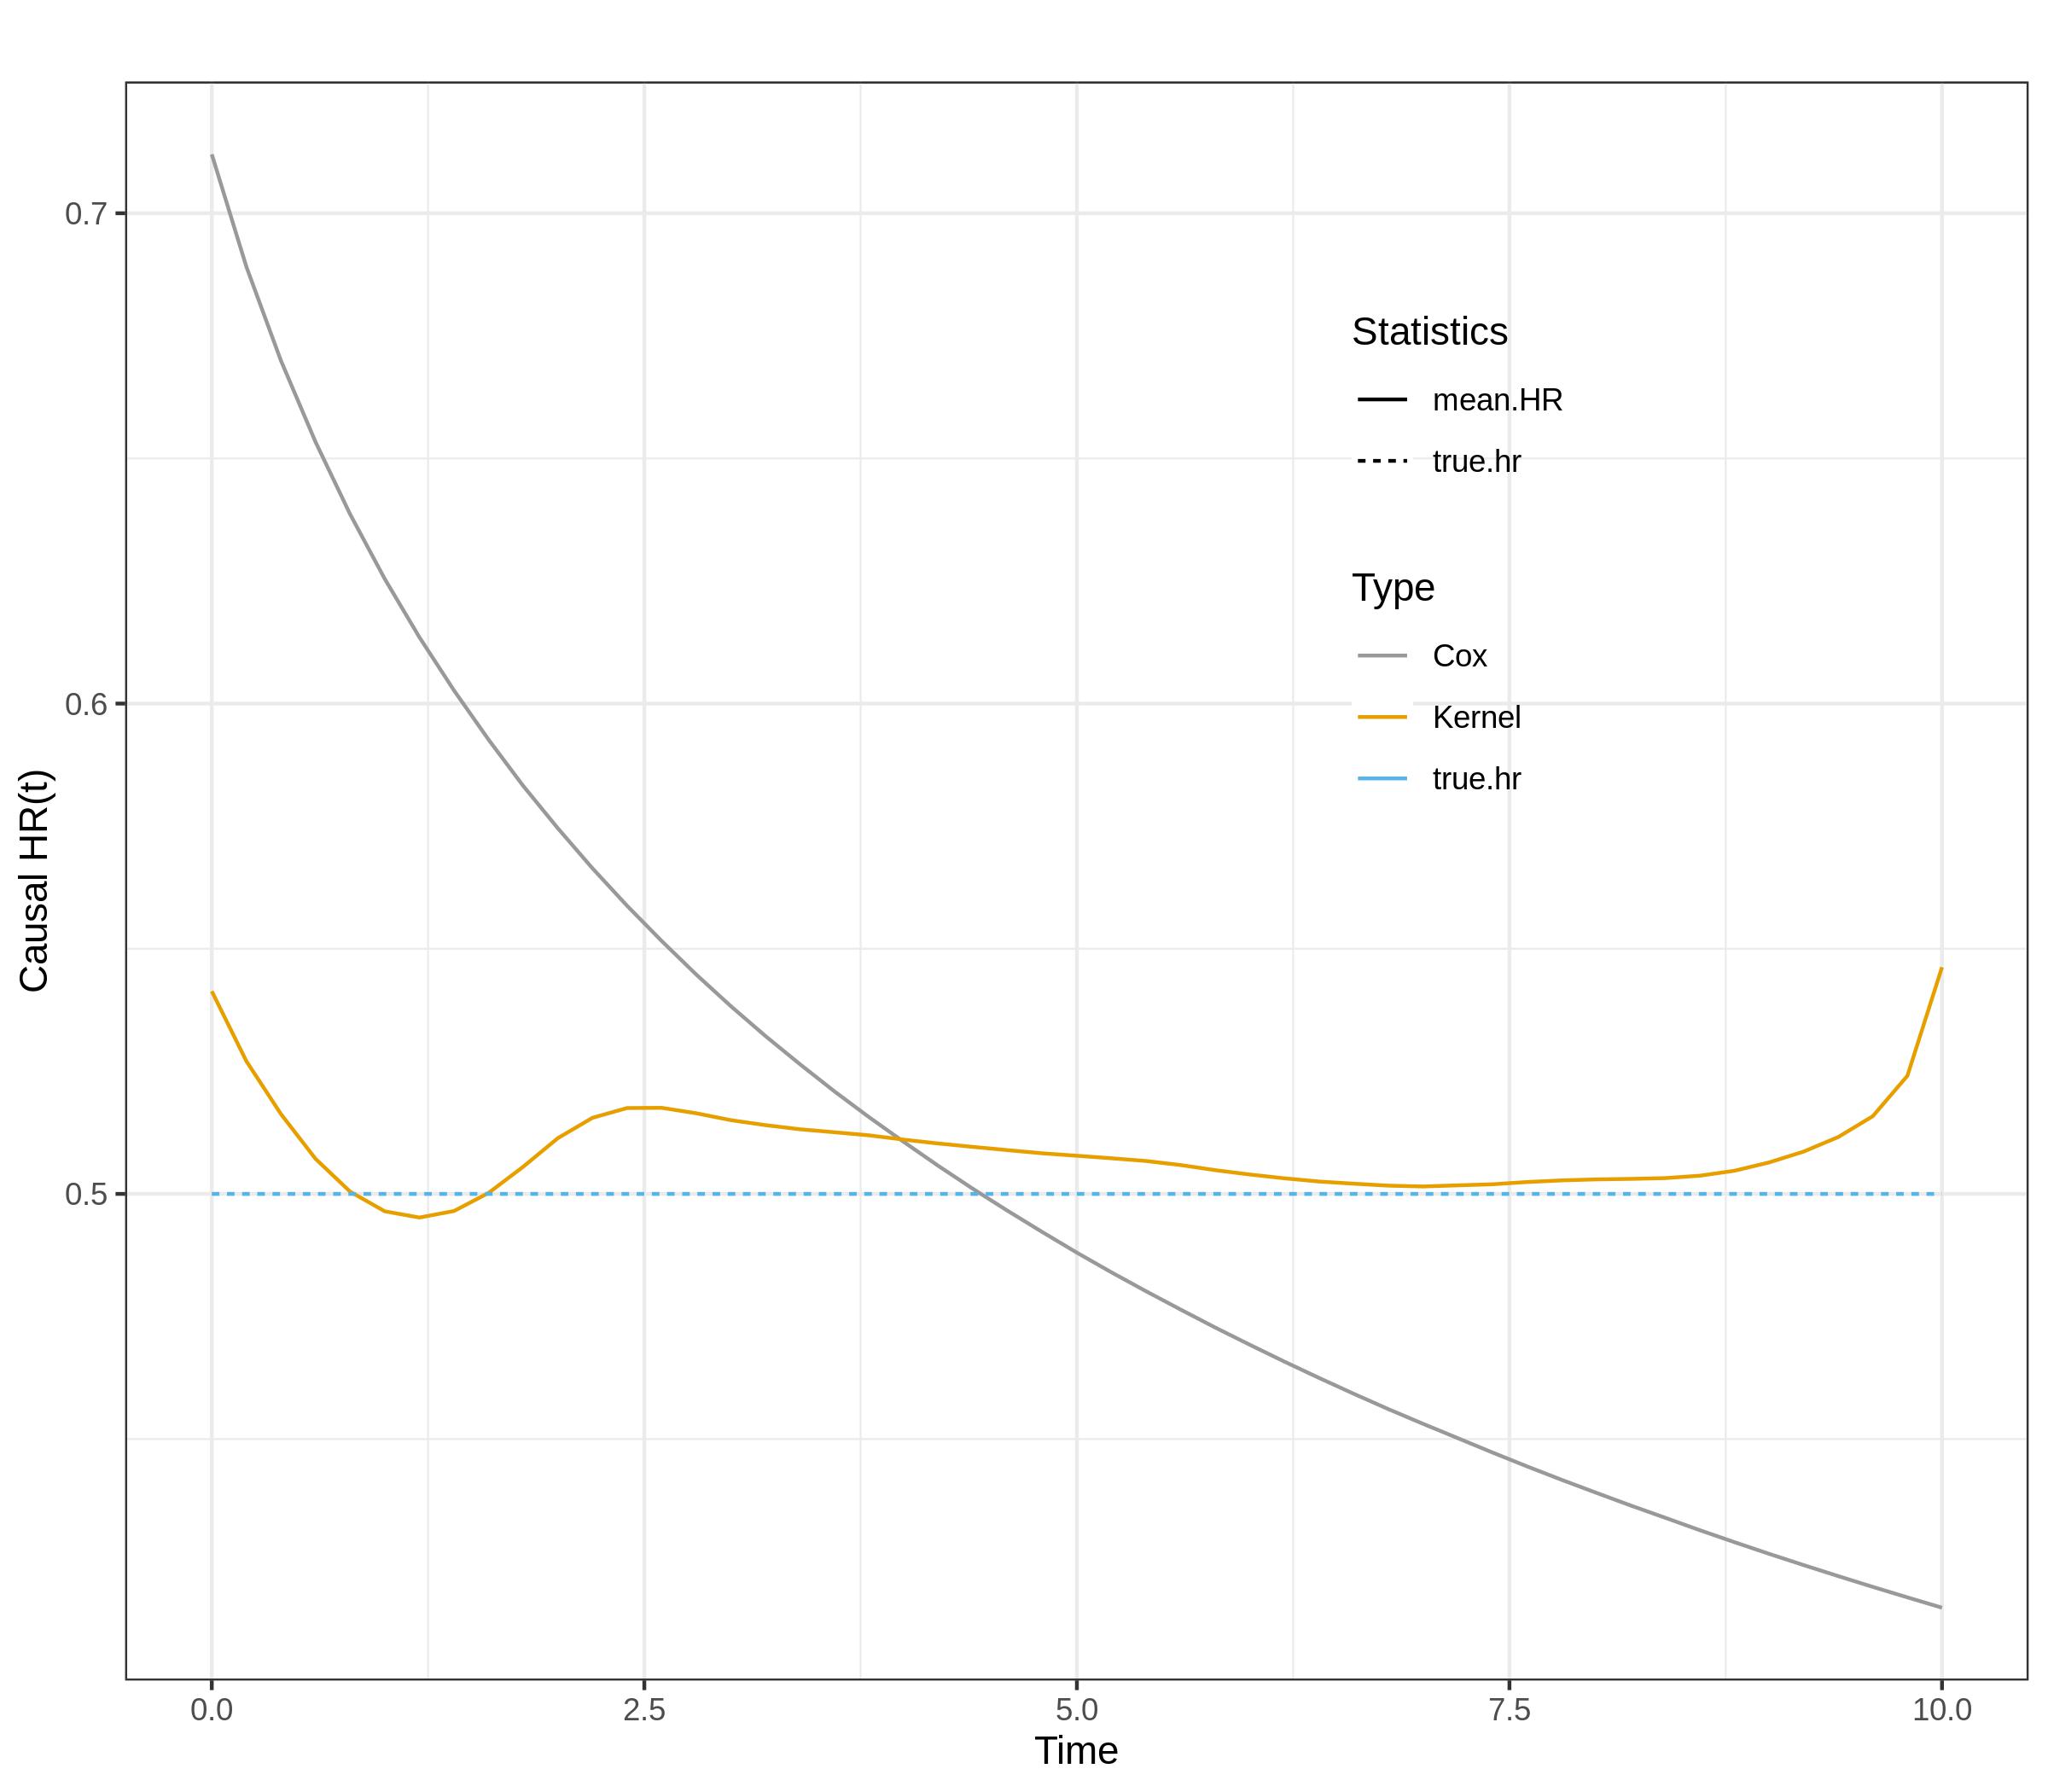 Causal HR(t)
0.7
0.6
0.5
Statistics
mean.HR
true.hr
Type
Cox
Kernel
true.hr
0.0 2.5 5.0 7.5 10.0
Time